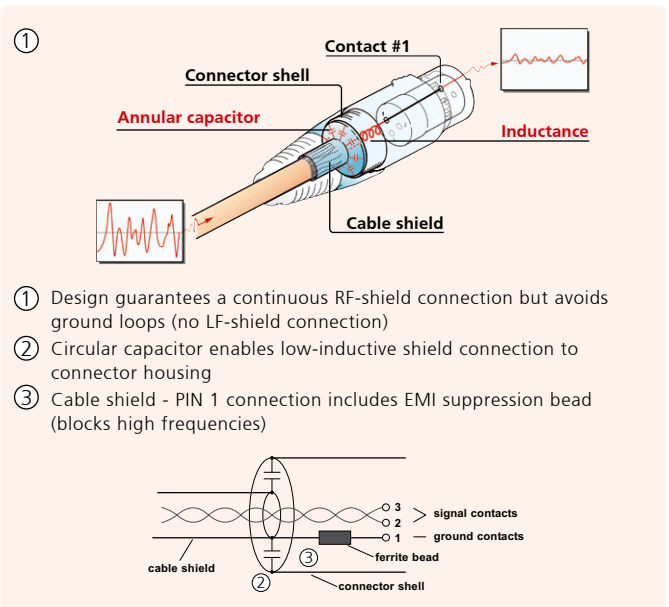 1
Contact #1
Connector shell
Annular capacitor
Inductance
Cable shield
1 Design guarantees a continuous RF-shield connection but avoids
ground loops (no LF-shield connection)
2 Circular capacitor enables low-inductive shield connection to
connector housing
3 Cable shield - PIN 1 connection includes EMI suppression bead
(blocks high frequencies)
3
signal contacts
2
1
ground contacts
3
ferrite bead
cable shield
2
connector shell